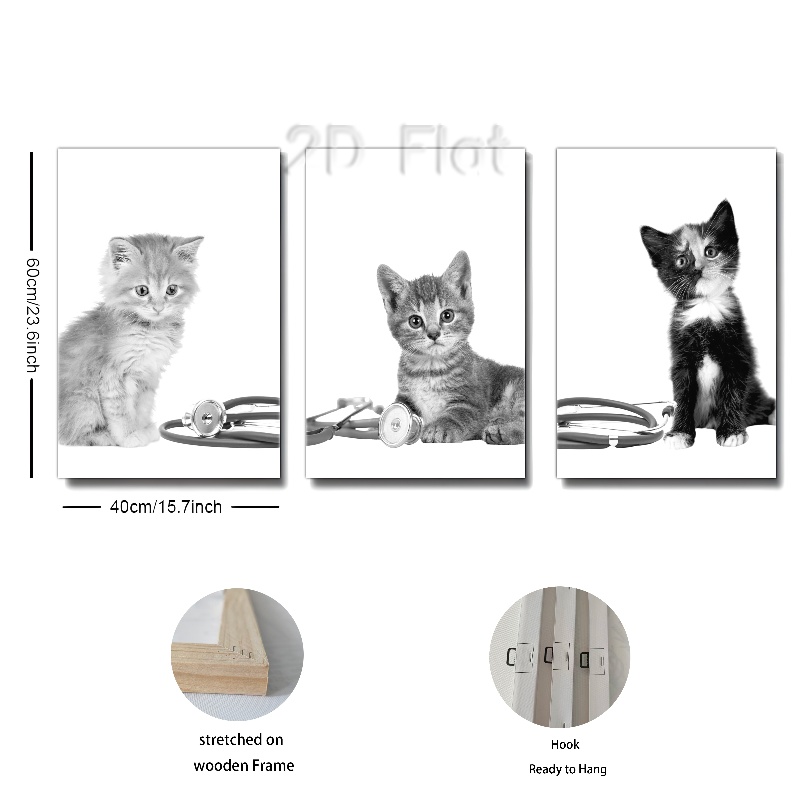 2D Flat
60cm/23.6inch
40cm/15.7inch
stretched on
wooden Frame
Hook
Ready to Hang